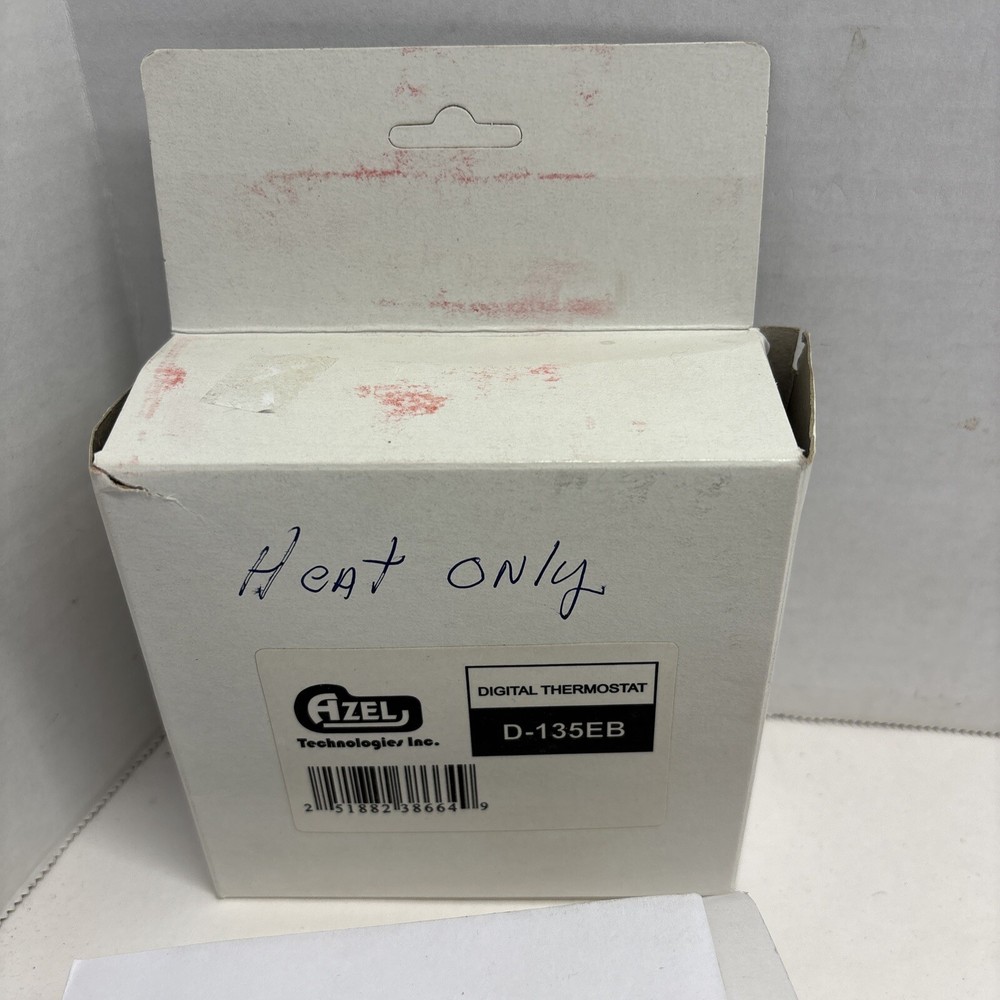 Heat Only
AZEL
Technologies Inc.
DIGITAL THERMOSTAT
D-135EB
2 51882 38664 9